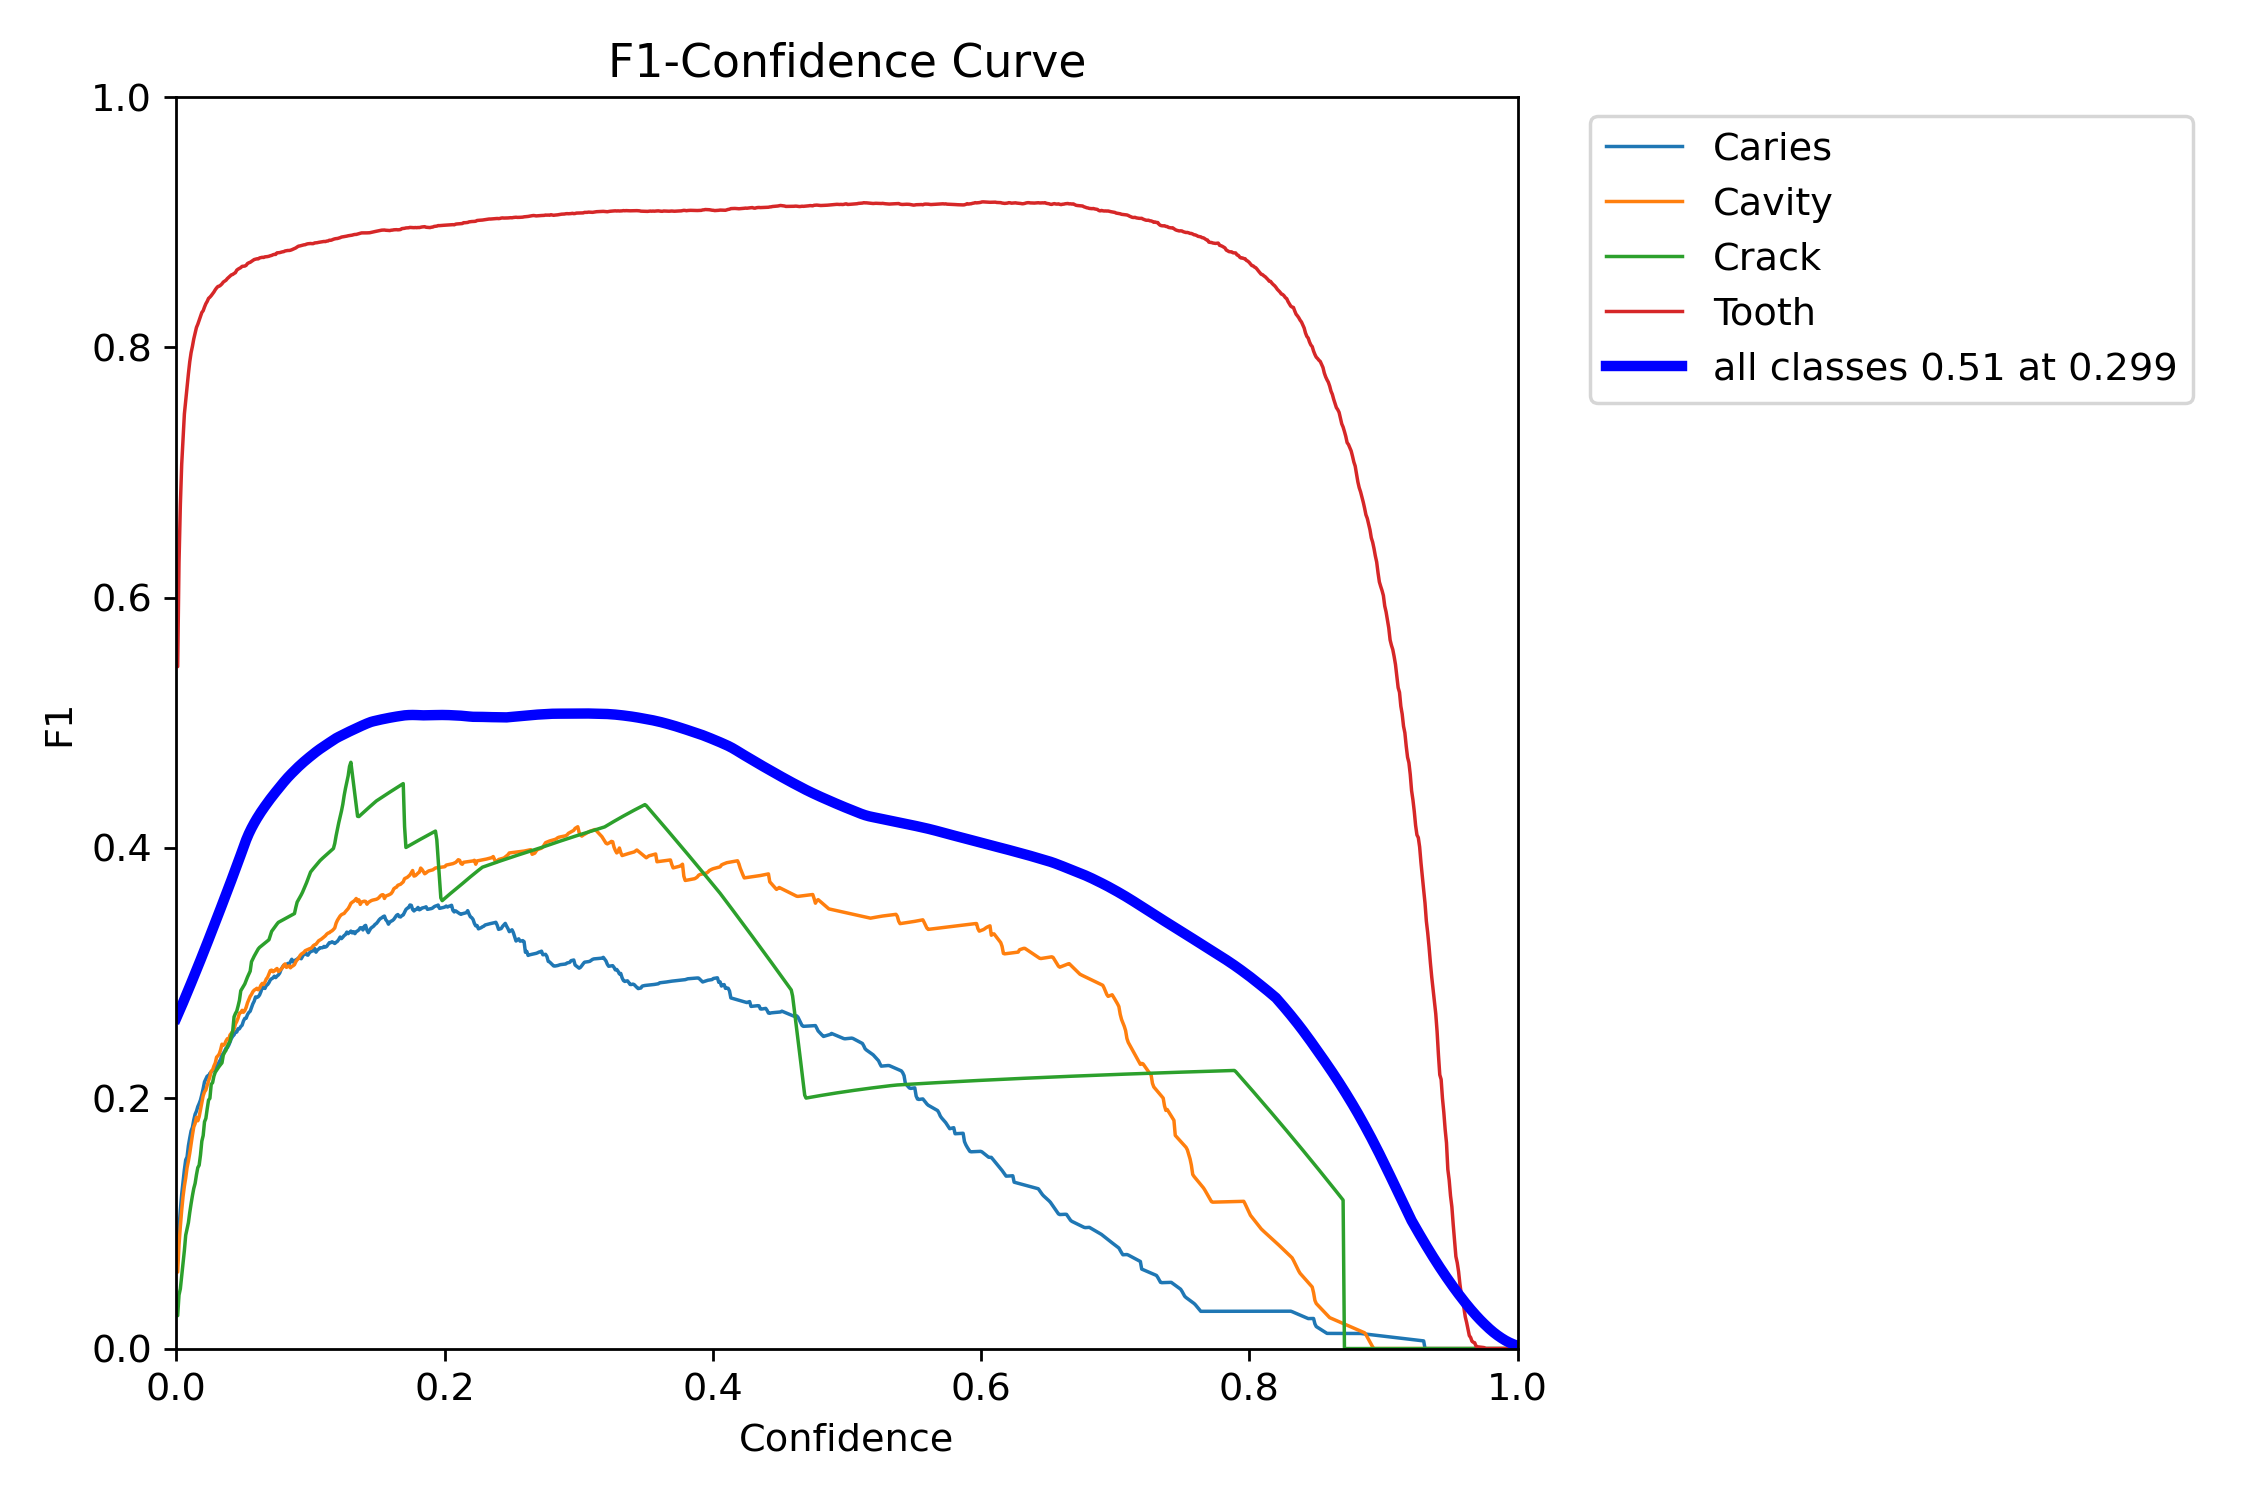 F1-Confidence Curve
1.0
0.8
0.6
0.4
0.2
0.0
F1
0.0 0.2 0.4 0.6 0.8 1.0
Confidence
Caries
Cavity
Crack
Tooth
all classes 0.51 at 0.299